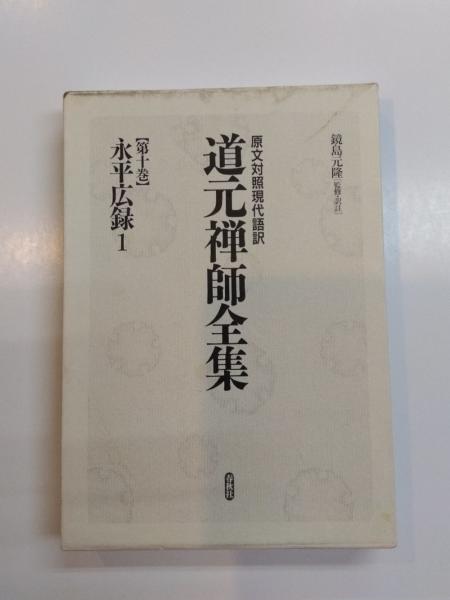 鏡島元隆[監修・訳註]
原文対照現代語訳
道元禅師全集
【第十巻】
永平広録1
春秋社